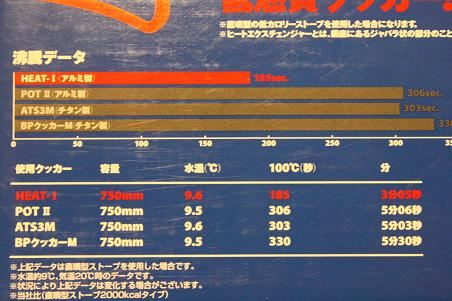 ※直噴型の低カロリーストーブを使用した場合になります。
※ヒートエクスチェンジャーとは、鍋底にあるジャバラ状の部分のこと
沸騰データ
HEAT-I(アルミ製) 185sec.
POT II(アルミ製) 306sec.
ATS3M(チタン製) 303sec.
BPクッカーM(チタン製) 330
0 50 100 150 200 250 300
使用クッカー 容量 水温(℃) 100℃(秒) 分
HEAT-I 750mm 9.6 185 3分05秒
POT II 750mm 9.5 306 5分06秒
ATS3M 750mm 9.6 303 5分03秒
BPクッカーM 750mm 9.5 330 5分30秒
※上記データは直噴型ストーブを使用した場合です。
※水温約9℃、気温20℃時のデータです。
※状況により上記データは変化する場合がございます。
※当社比(直噴型ストーブ2000kcalタイプ)